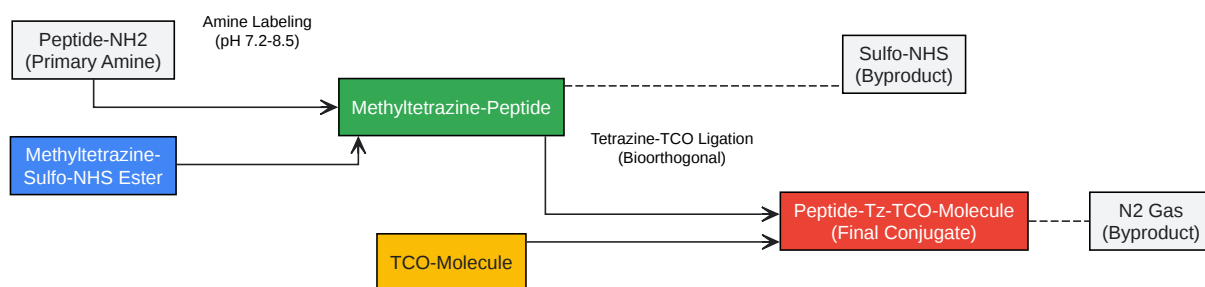 Amine Labeling
(pH 7.2-8.5)
Peptide-NH2
(Primary Amine)
Sulfo-NHS
(Byproduct)
Methyltetrazine-Peptide
Methyltetrazine-
Sulfo-NHS Ester
Tetrazine-TCO Ligation
(Bioorthogonal)
Peptide-Tz-TCO-Molecule
(Final Conjugate)
N2 Gas
(Byproduct)
TCO-Molecule